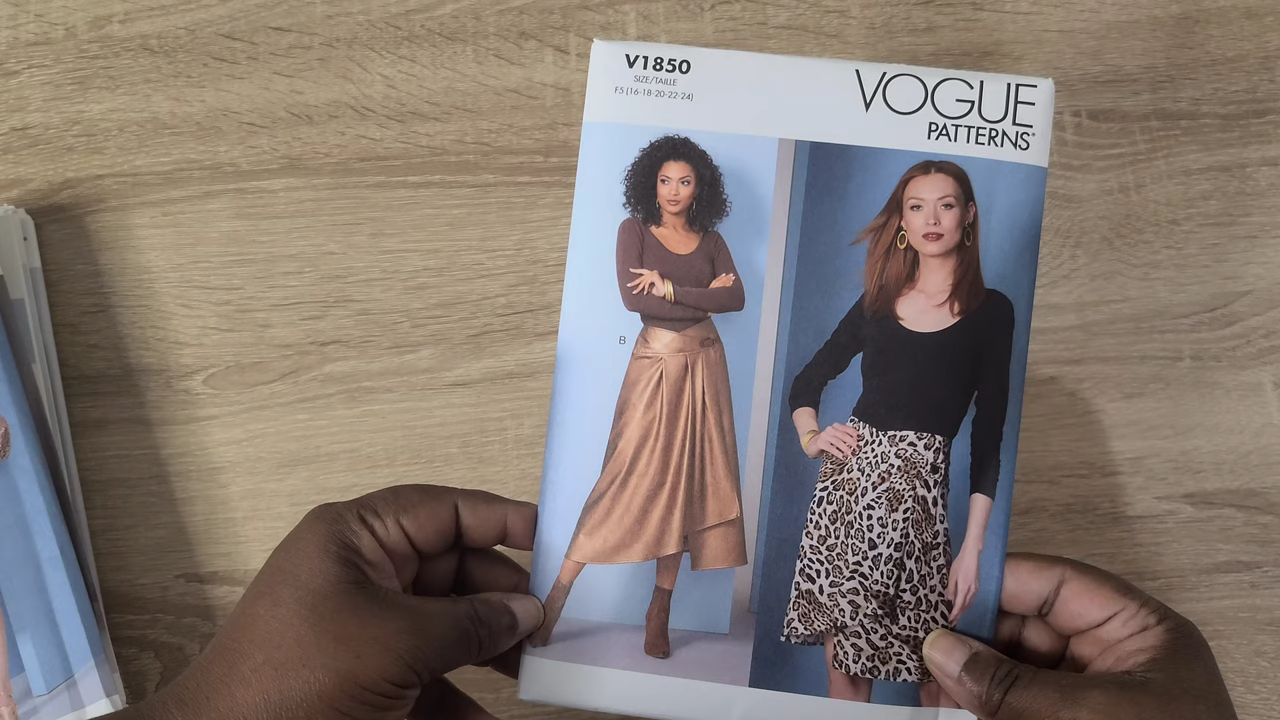 V1850
SIZE/TAILLE
F5 (16-18-20-22-24)
VOGUE
PATTERNS®
B